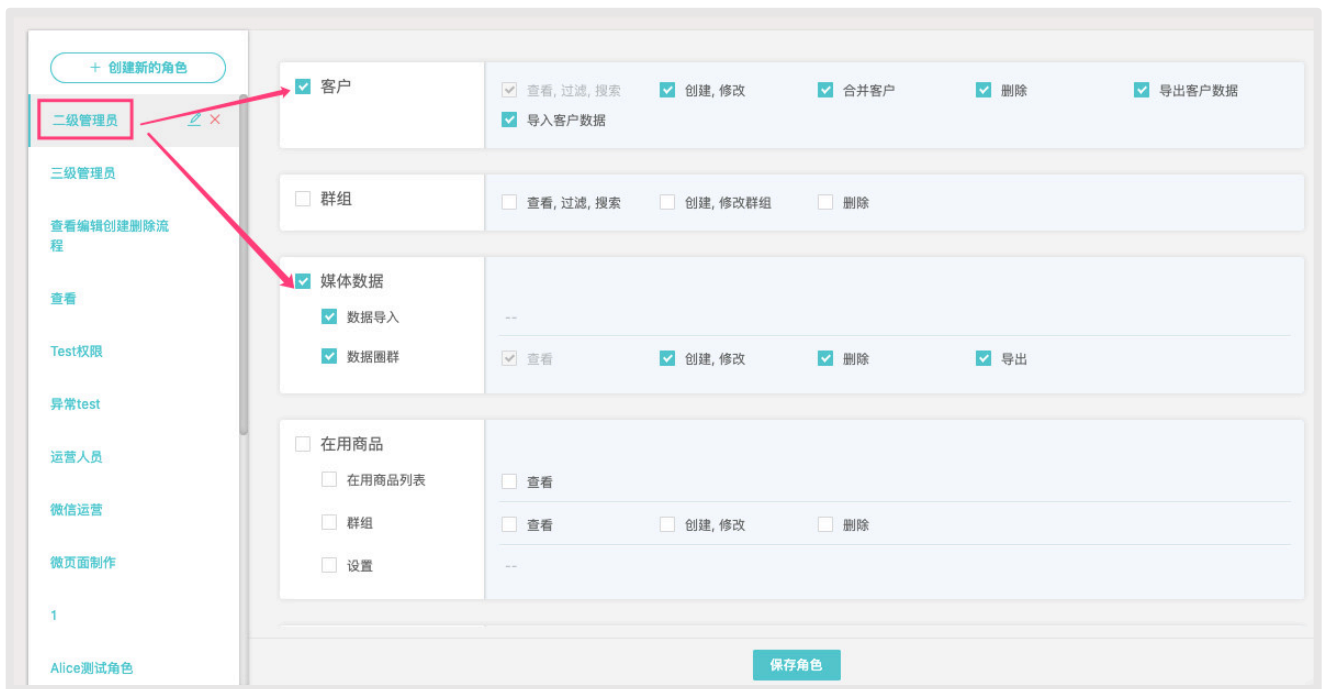 + 创建新的角色
二级管理员
三级管理员
查看编辑创建删除流
程
查看
Test权限
异常test
运营人员
微信运营
微页面制作
1
Alice测试角色
客户
查看, 过滤, 搜索 创建, 修改 合并客户 删除 导出客户数据
导入客户数据
群组
查看, 过滤, 搜索 创建, 修改群组 删除
媒体数据
数据导入 --
数据圈群 查看 创建, 修改 删除 导出
在用商品
在用商品列表 查看
群组 查看 创建, 修改 删除
设置 --
保存角色